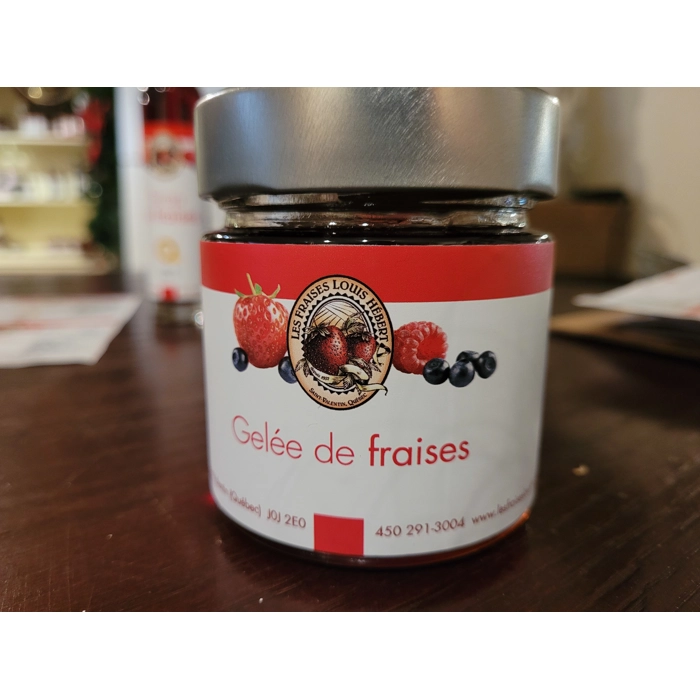 LES FRAISES LOUIS HÉBERT
SAINT-VALENTIN, QUÉBEC
Gelée de fraises
(Québec) J0J 2E0
450 291-3004